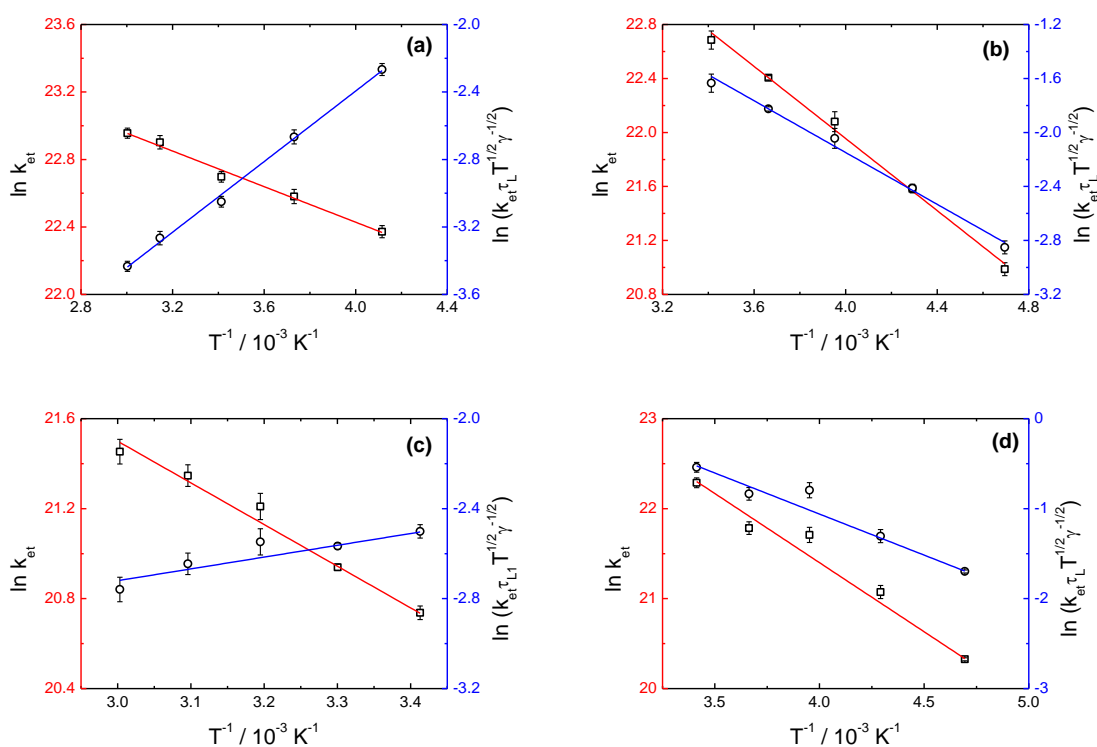 (a)
23.6
23.2
22.8
22.4
22.0
ln k_et
2.8 3.2 3.6 4.0 4.4
T^-1 / 10^-3 K^-1
-2.0
-2.4
-2.8
-3.2
-3.6
ln (k_et τ_L T^1/2 γ^-1/2)
(b)
22.8
22.4
22.0
21.6
21.2
20.8
ln k_et
3.2 3.6 4.0 4.4 4.8
T^-1 / 10^-3 K^-1
-1.2
-1.6
-2.0
-2.4
-2.8
-3.2
ln (k_et τ_L T^1/2 γ^-1/2)
(c)
21.6
21.2
20.8
20.4
ln k_et
3.0 3.1 3.2 3.3 3.4
T^-1 / 10^-3 K^-1
-2.0
-2.4
-2.8
-3.2
ln (k_et τ_L1 T^1/2 γ^-1/2)
(d)
23
22
21
20
ln k_et
3.5 4.0 4.5 5.0
T^-1 / 10^-3 K^-1
0
-1
-2
-3
ln (k_et τ_L T^1/2 γ^-1/2)